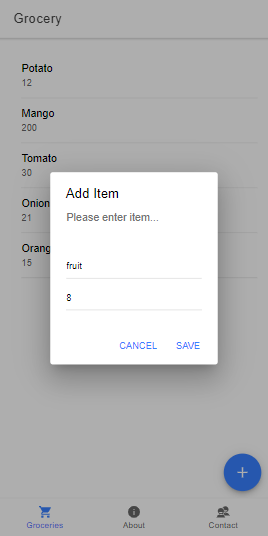 Grocery
Potato
12
Mango
200
Tomato
30
Onion
21
Orang
15
Add Item
Please enter item...
fruit
8
CANCEL SAVE
Groceries About Contact